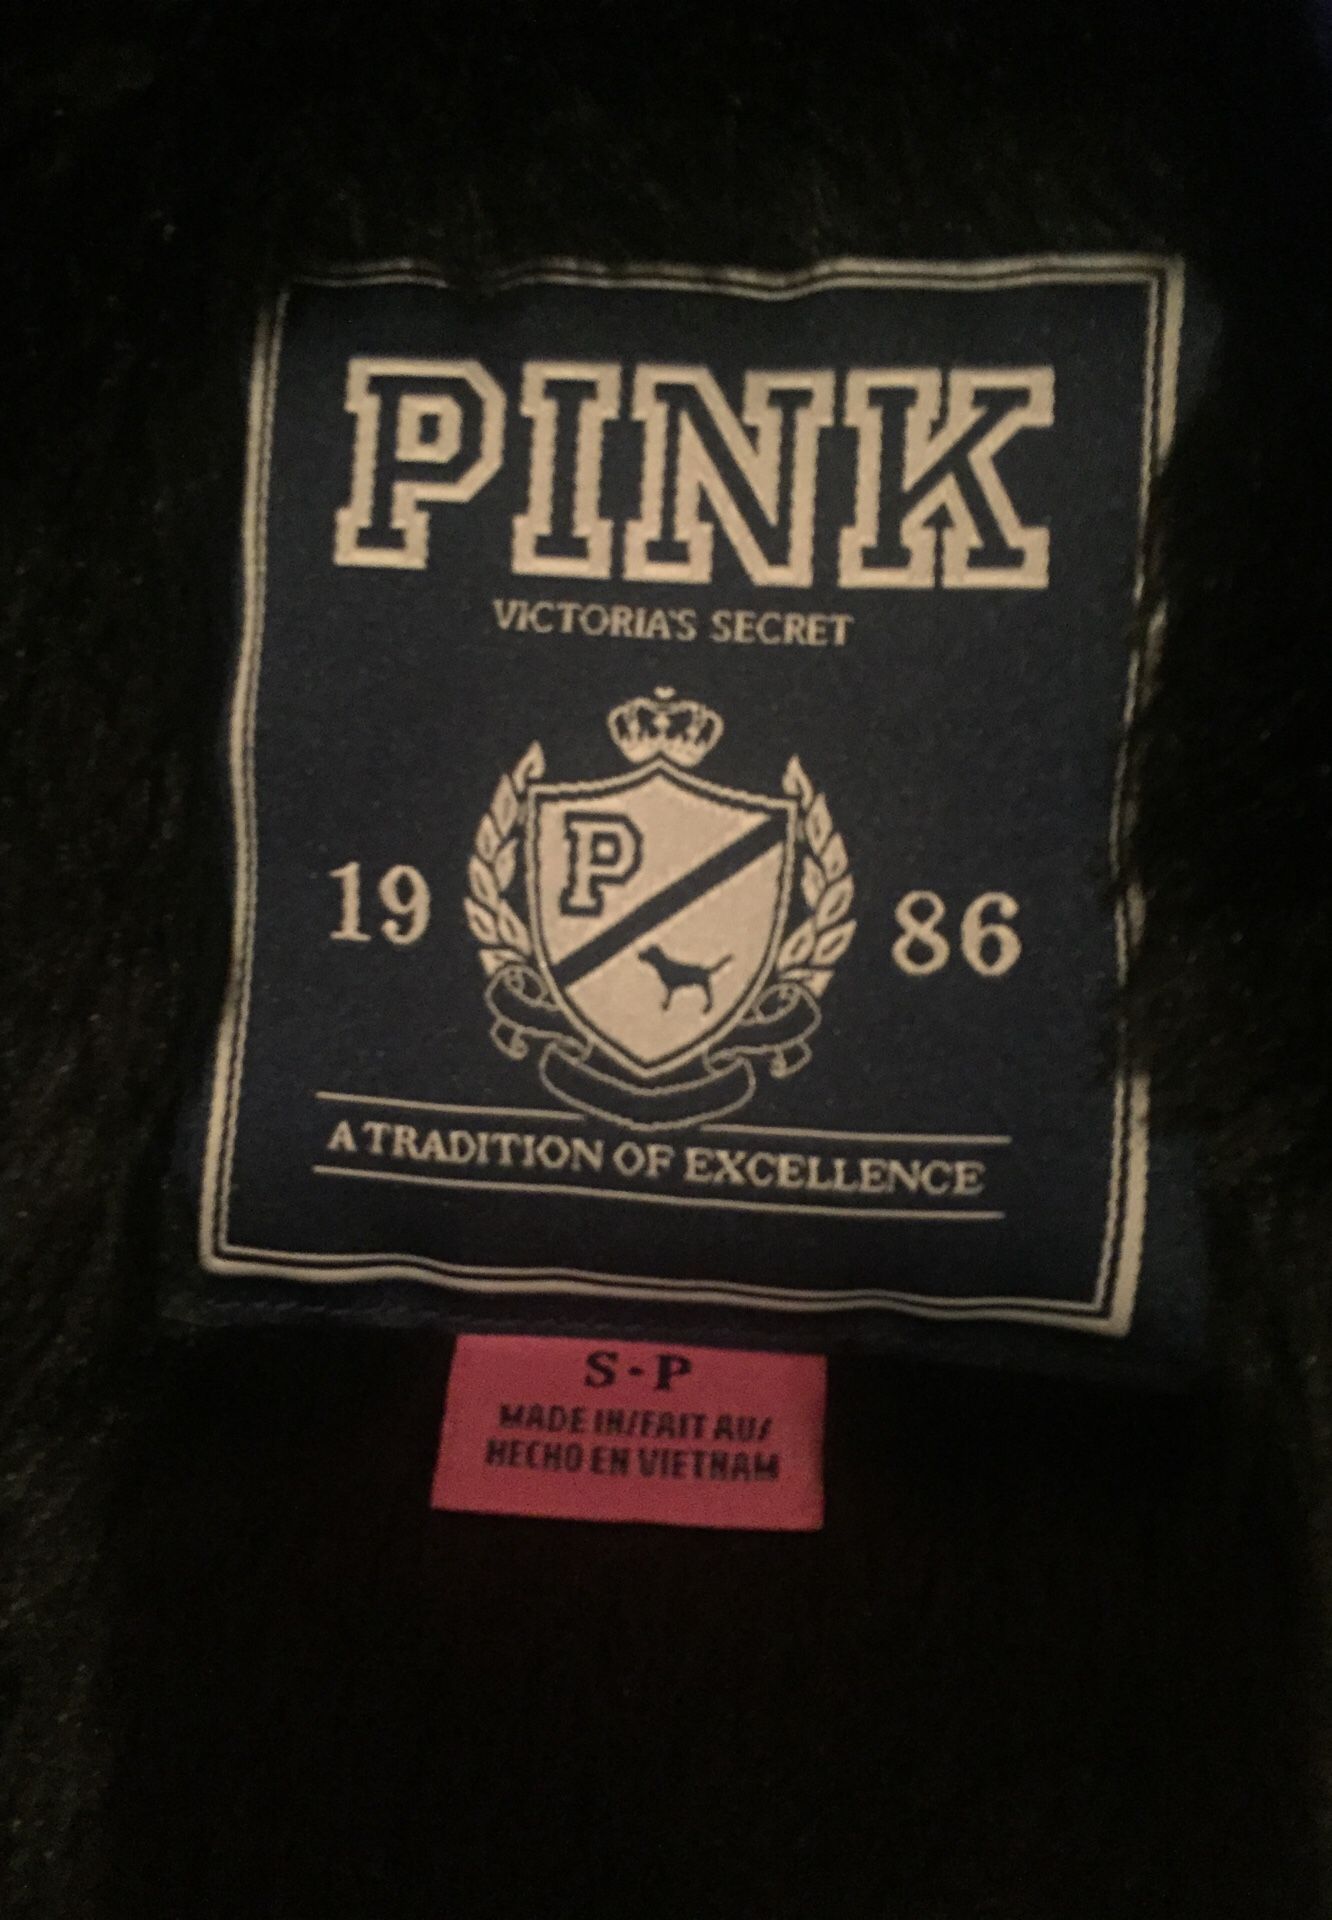 PINK
VICTORIA'S SECRET
P
19 86
A TRADITION OF EXCELLENCE
S-P
MADE IN/FAIT AU/
HECHO EN VIETNAM